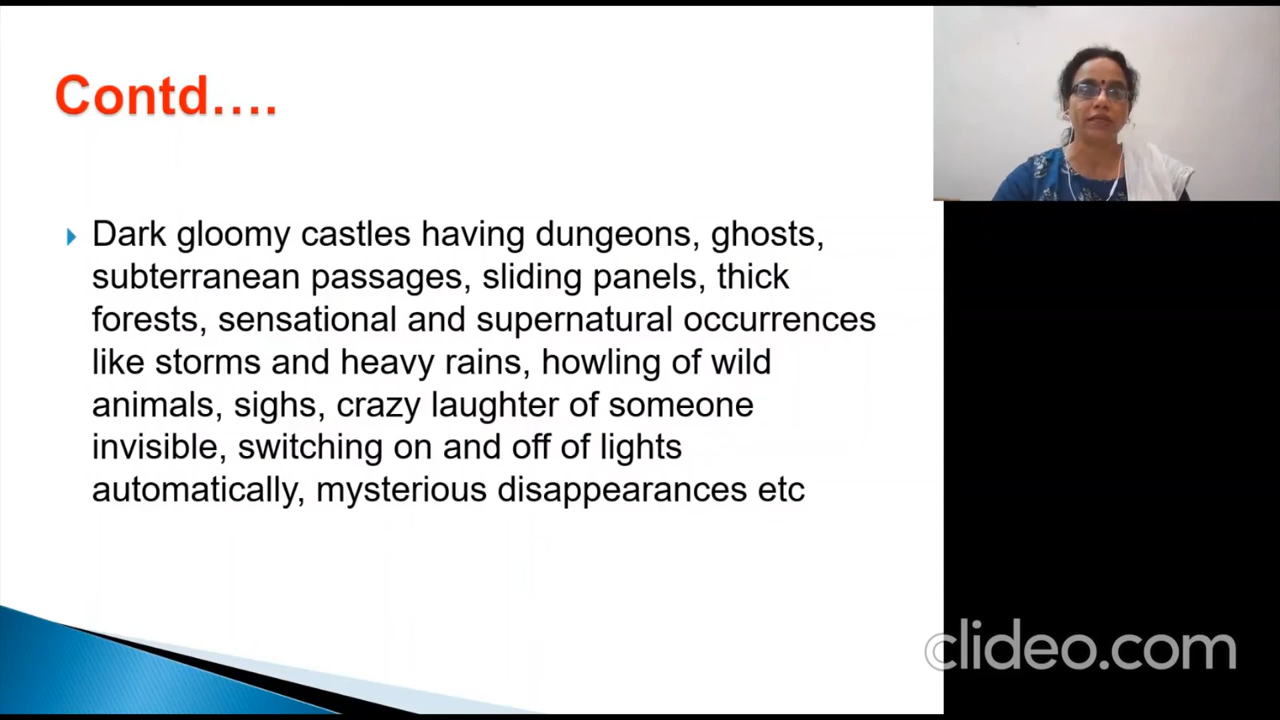 Contd....
Dark gloomy castles having dungeons, ghosts,
subterranean passages, sliding panels, thick
forests, sensational and supernatural occurrences
like storms and heavy rains, howling of wild
animals, sighs, crazy laughter of someone
invisible, switching on and off of lights
automatically, mysterious disappearances etc
clideo.com